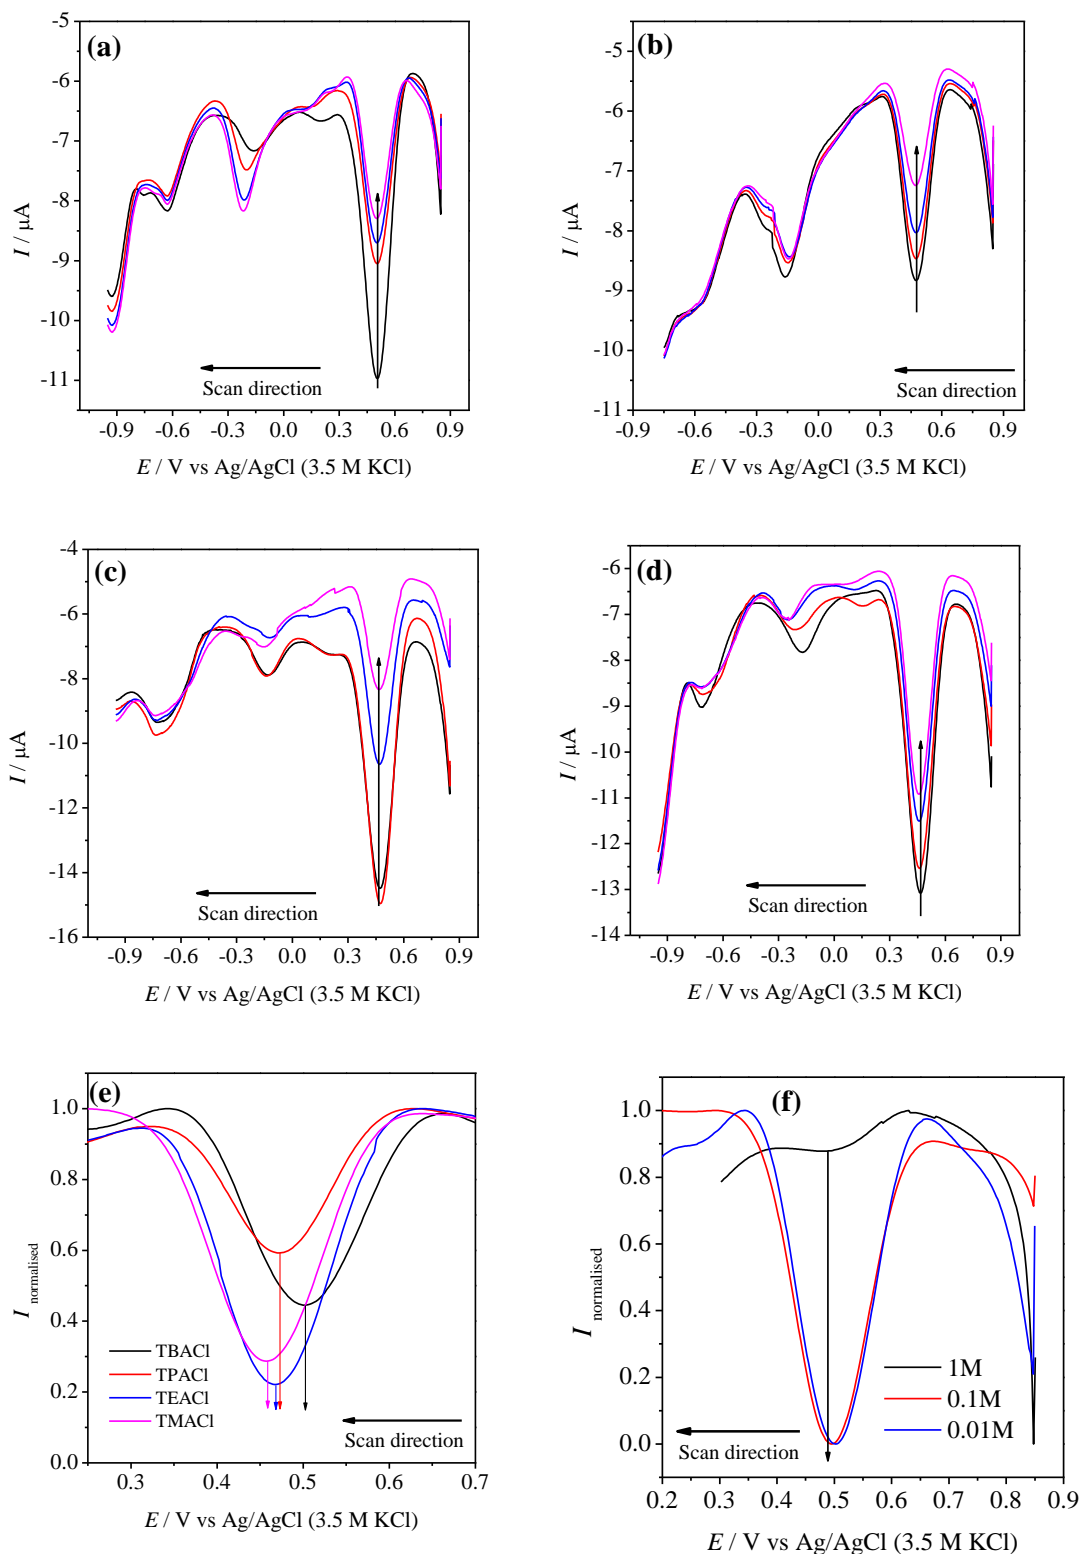 (a)
-5
-6
-7
-8
-9
-10
-11
I / μA
Scan direction
-0.9 -0.6 -0.3 0.0 0.3 0.6 0.9
E / V vs Ag/AgCl (3.5 M KCl)
(b)
-5
-6
-7
-8
-9
-10
-11
I / μA
Scan direction
-0.9 -0.6 -0.3 0.0 0.3 0.6 0.9
E / V vs Ag/AgCl (3.5 M KCl)
(c)
-4
-6
-8
-10
-12
-14
-16
I / μA
Scan direction
-0.9 -0.6 -0.3 0.0 0.3 0.6 0.9
E / V vs Ag/AgCl (3.5 M KCl)
(d)
-6
-7
-8
-9
-10
-11
-12
-13
-14
I / μA
Scan direction
-0.9 -0.6 -0.3 0.0 0.3 0.6 0.9
E / V vs Ag/AgCl (3.5 M KCl)
(e)
1.0
0.8
0.6
0.4
0.2
0.0
I normalised
TBACl
TPACl
TEACl
TMACl
Scan direction
0.3 0.4 0.5 0.6 0.7
E / V vs Ag/AgCl (3.5 M KCl)
(f)
1.0
0.8
0.6
0.4
0.2
0.0
I normalised
1M
0.1M
0.01M
Scan direction
0.2 0.3 0.4 0.5 0.6 0.7 0.8 0.9
E / V vs Ag/AgCl (3.5 M KCl)